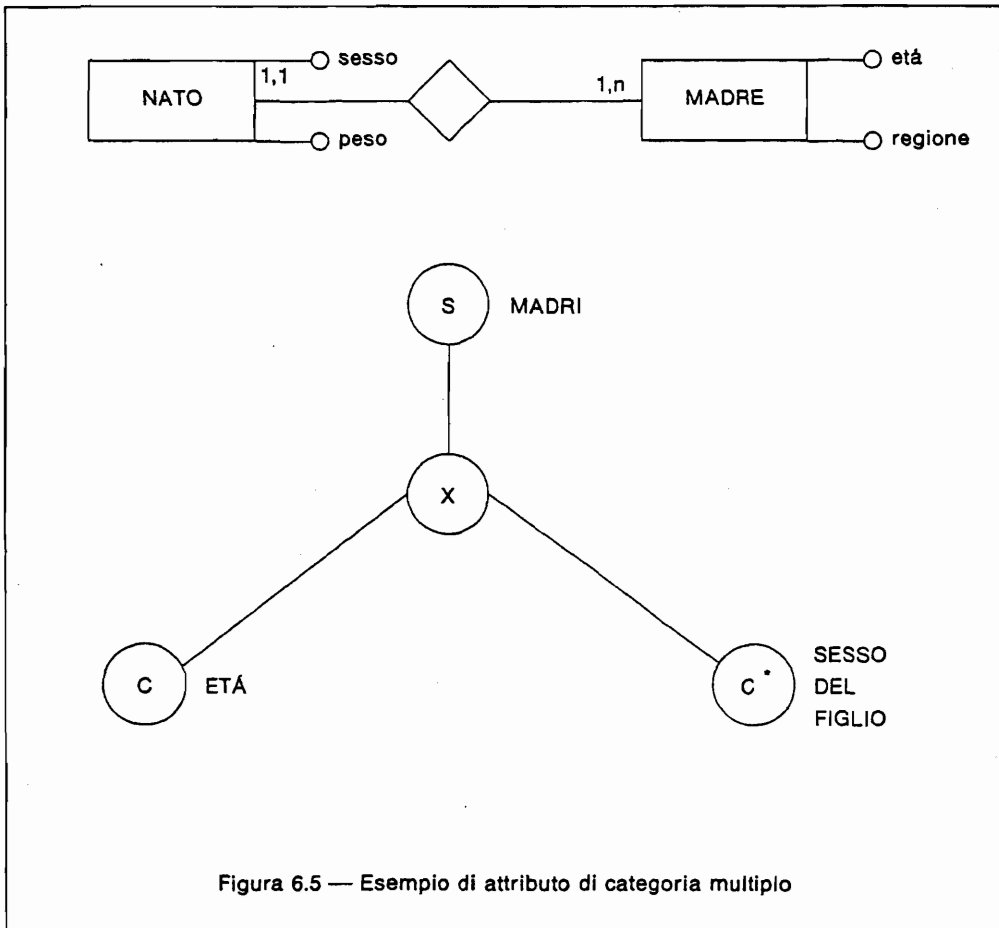 sesso
etá
1,1
NATO
1,n
MADRE
peso
regione
S MADRI
X
C ETÁ
C* SESSO
DEL
FIGLIO
Figura 6.5 — Esempio di attributo di categoria multiplo